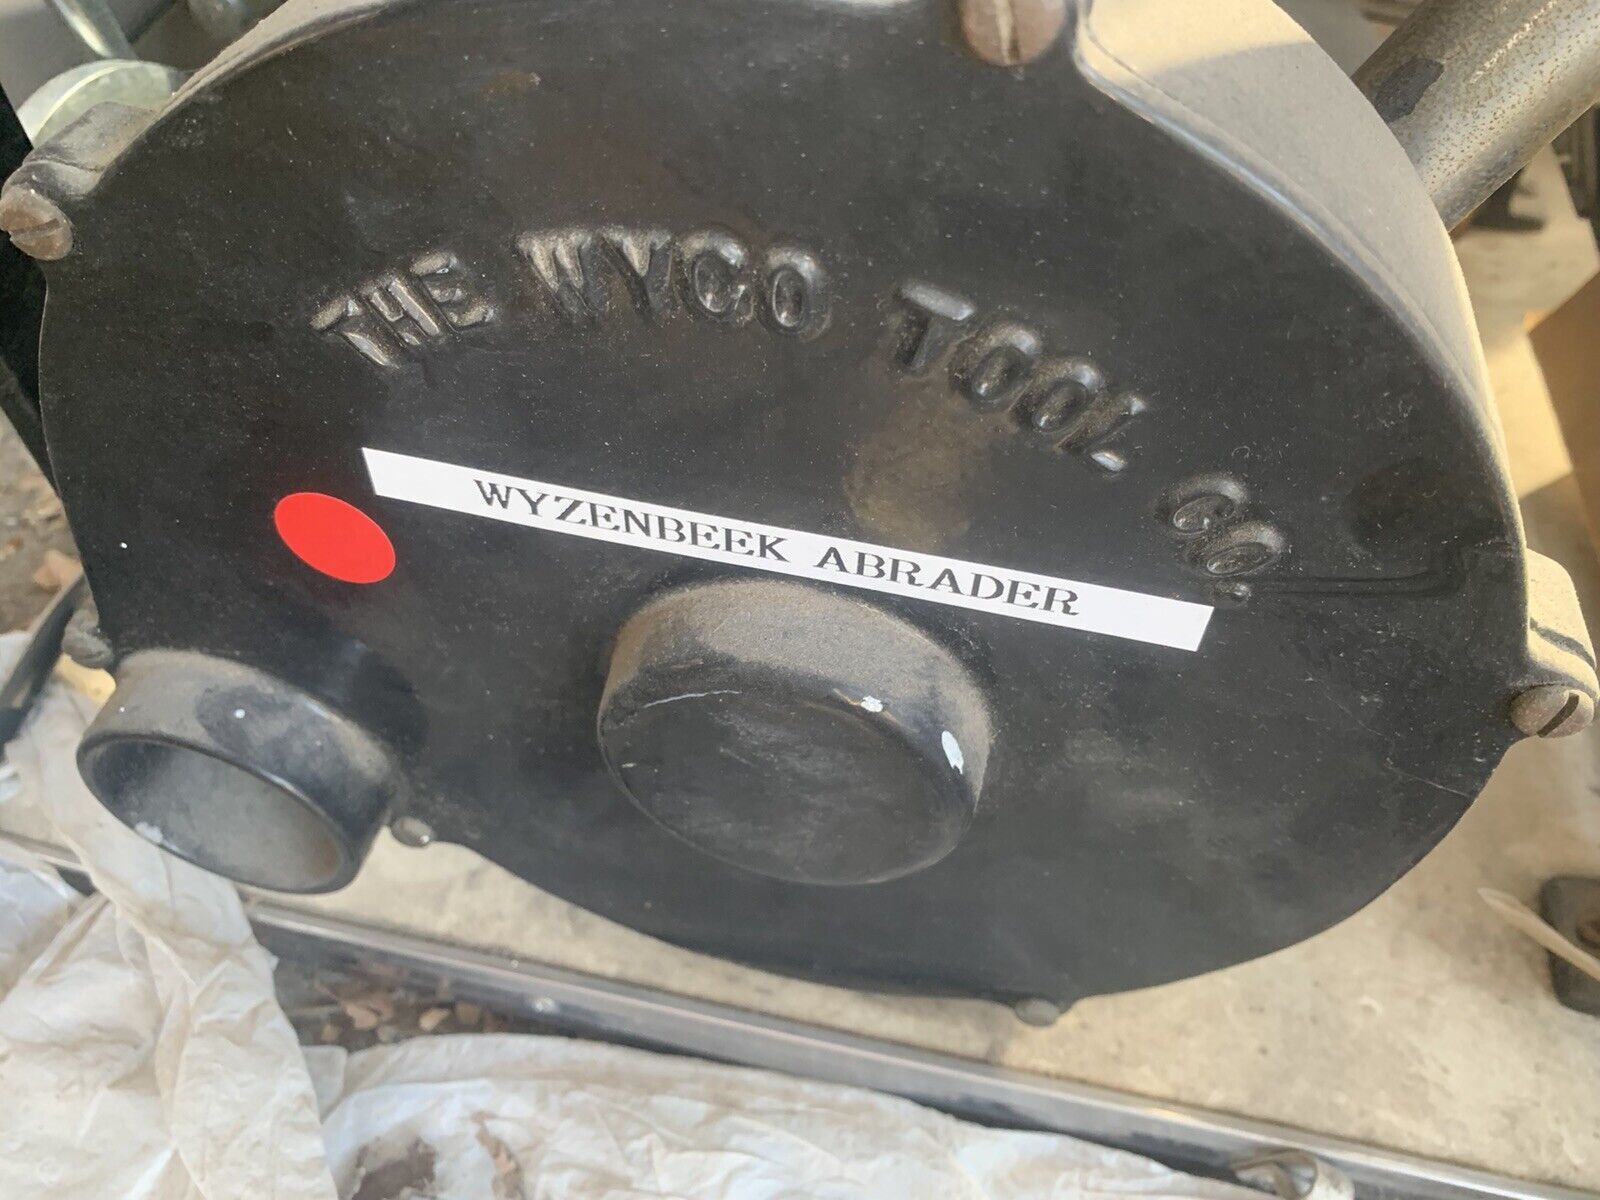 THE WYCO TOOL CO.
WYZENBEEK ABRADER